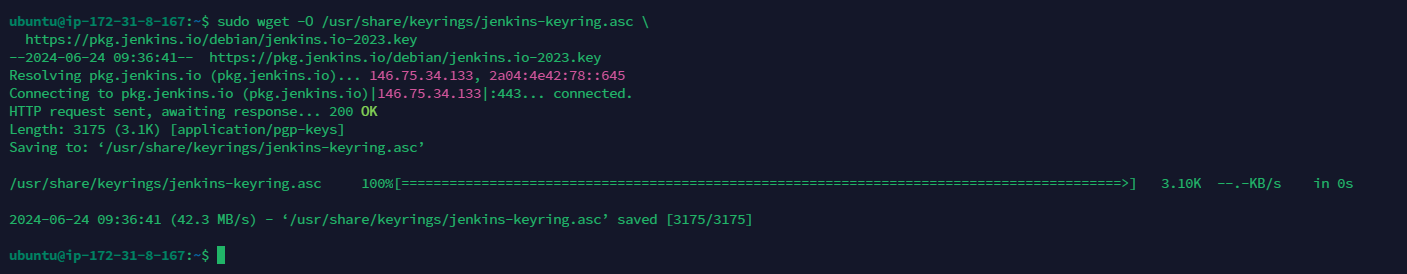 ubuntu@ip-172-31-8-167:~$ sudo wget -O /usr/share/keyrings/jenkins-keyring.asc \
  https://pkg.jenkins.io/debian/jenkins.io-2023.key
--2024-06-24 09:36:41--  https://pkg.jenkins.io/debian/jenkins.io-2023.key
Resolving pkg.jenkins.io (pkg.jenkins.io)... 146.75.34.133, 2a04:4e42:78::645
Connecting to pkg.jenkins.io (pkg.jenkins.io)|146.75.34.133|:443... connected.
HTTP request sent, awaiting response... 200 OK
Length: 3175 (3.1K) [application/pgp-keys]
Saving to: ‘/usr/share/keyrings/jenkins-keyring.asc’
/usr/share/keyrings/jenkins-keyring.asc     100%[==========================================================================================>]   3.10K  --.-KB/s    in 0s
2024-06-24 09:36:41 (42.3 MB/s) - ‘/usr/share/keyrings/jenkins-keyring.asc’ saved [3175/3175]
ubuntu@ip-172-31-8-167:~$